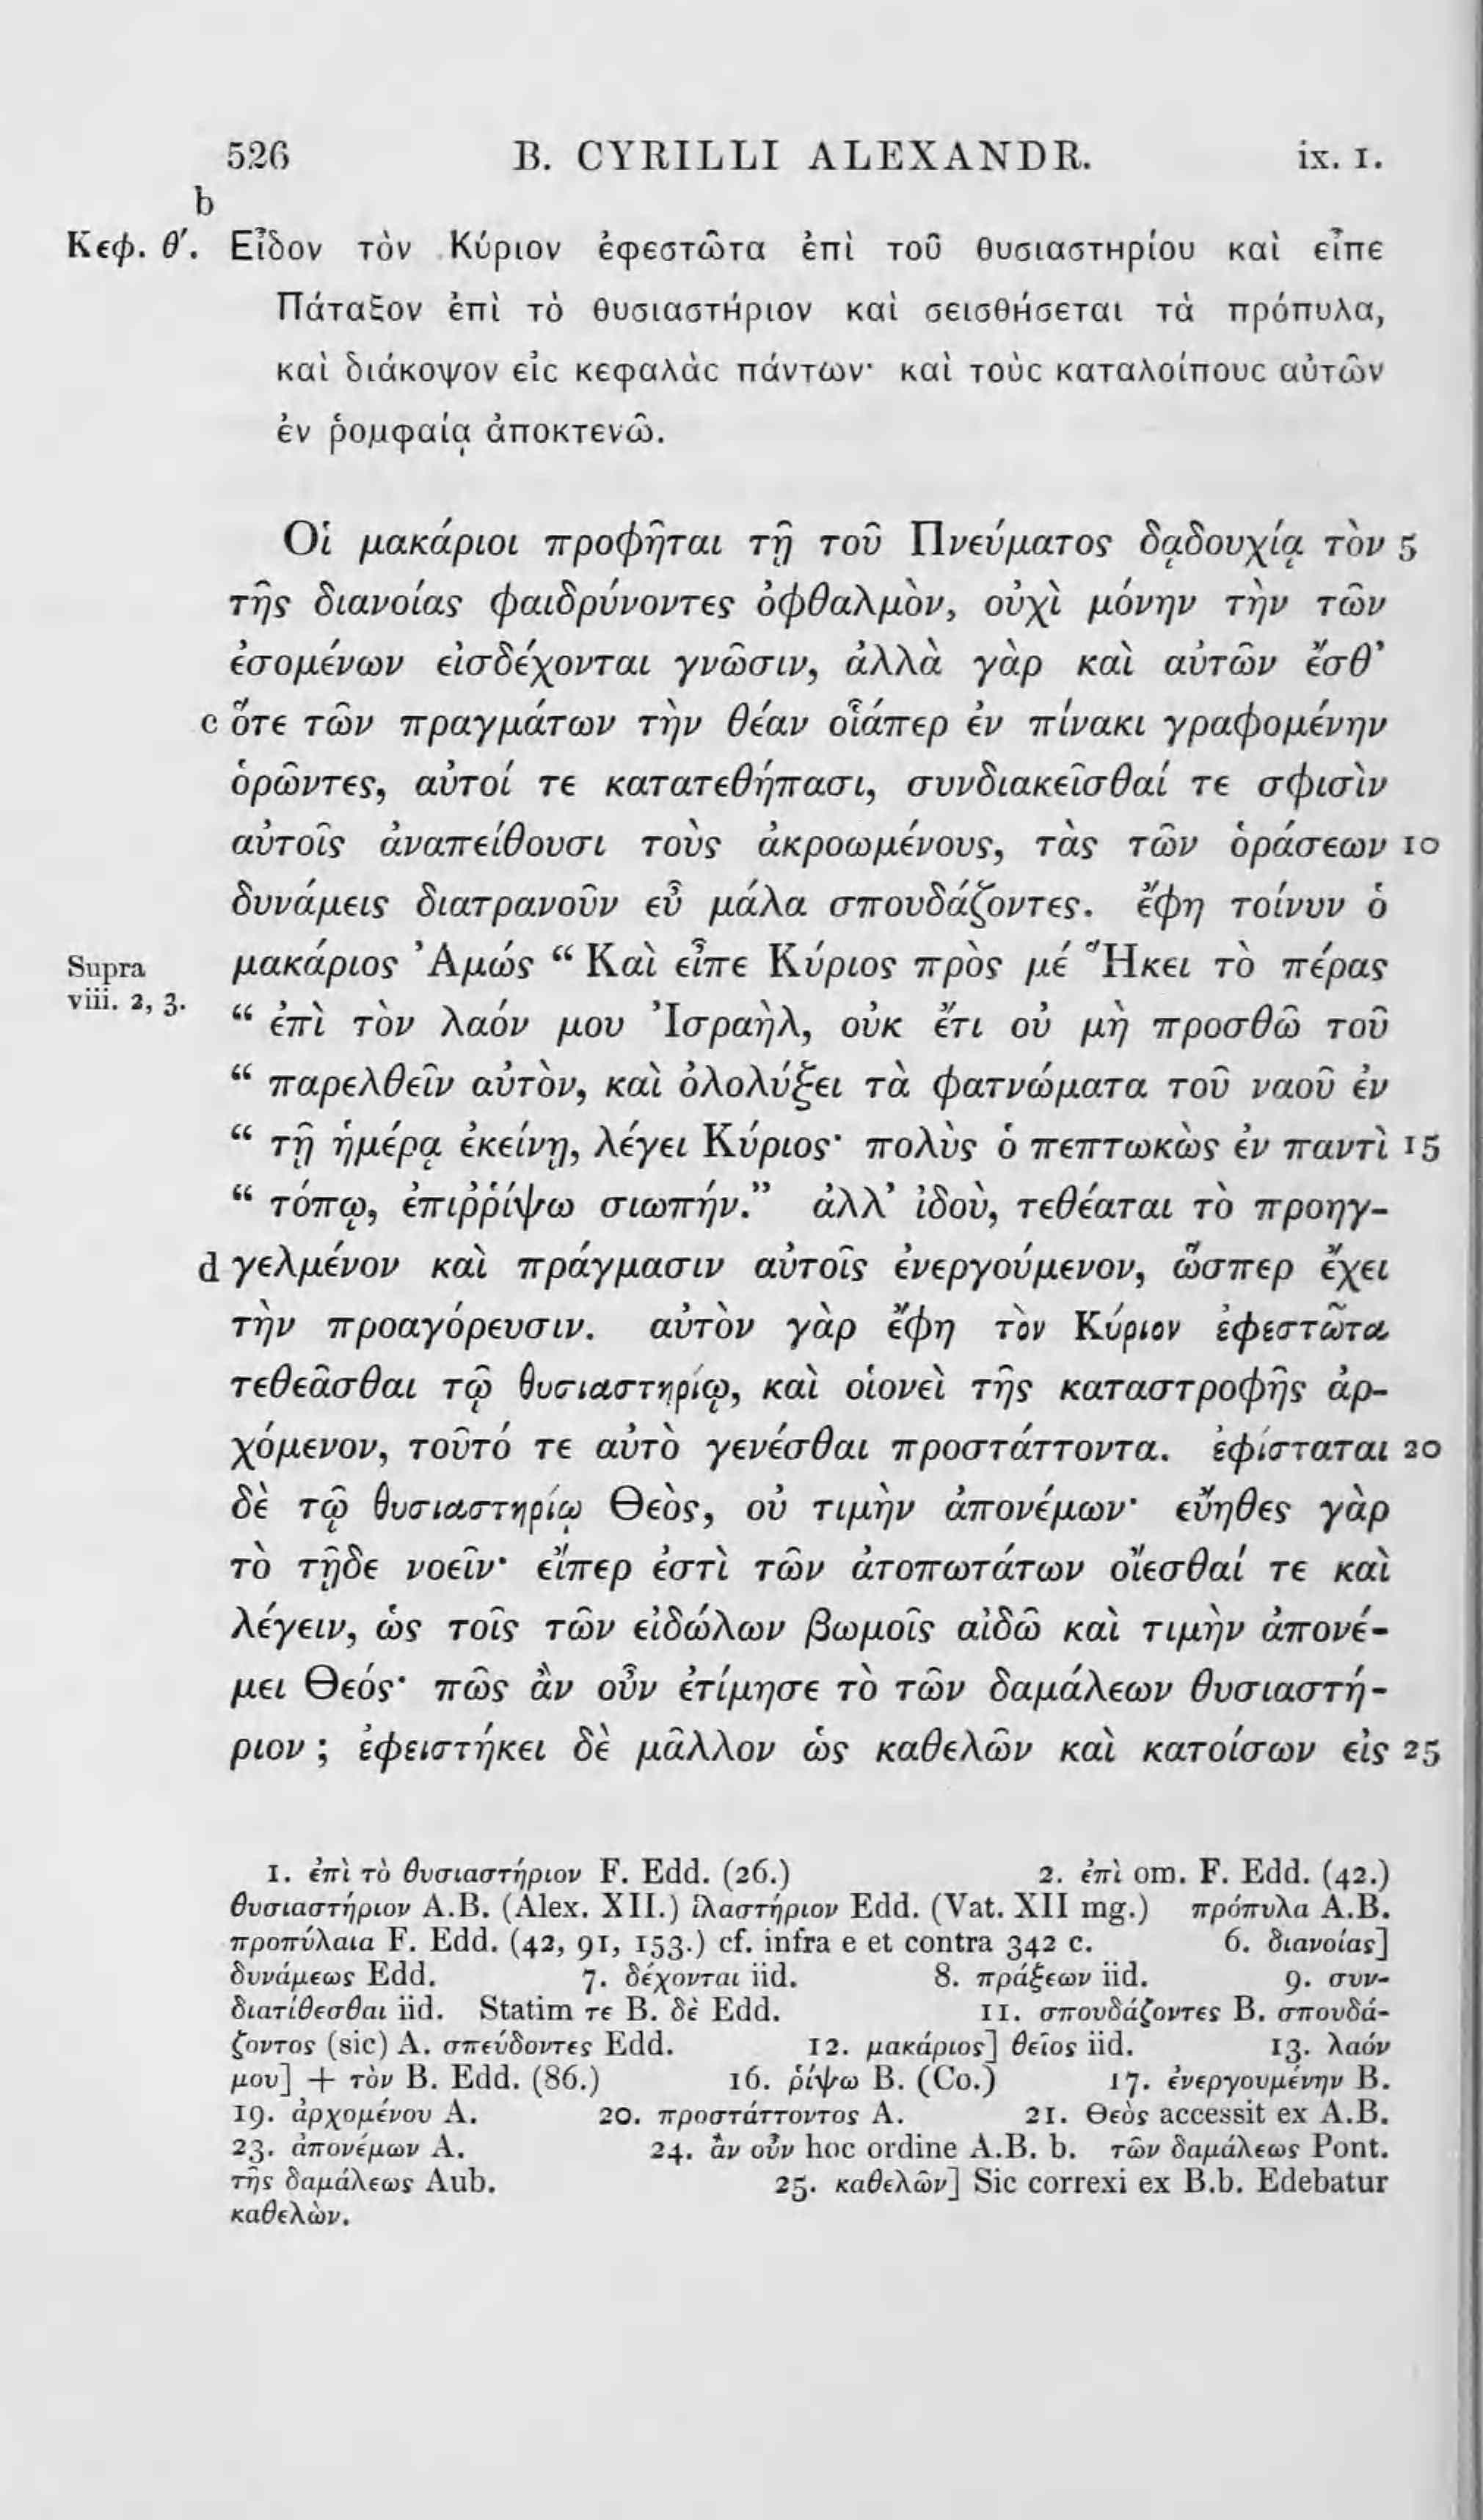 526 B. CYRILLI ALEXANDR. ix. 1.
b
Κεφ. θ′. Εἶδον τὸν Κύριον ἐφεστῶτα ἐπὶ τοῦ θυσιαστηρίου καὶ εἶπε
Πάταξον ἐπὶ τὸ θυσιαστήριον καὶ σεισθήσεται τὰ πρόπυλα,
καὶ διάκοψον εἰς κεφαλὰς πάντων· καὶ τοὺς καταλοίπους αὐτῶν
ἐν ῥομφαίᾳ ἀποκτενῶ.
Οἱ μακάριοι προφῆται τῇ τοῦ Πνεύματος δᾳδουχίᾳ τὸν 5
τῆς διανοίας φαιδρύνοντες ὀφθαλμὸν, οὐχὶ μόνην τὴν τῶν
ἐσομένων εἰσδέχονται γνῶσιν, ἀλλὰ γὰρ καὶ αὐτῶν ἔσθ’
c ὅτε τῶν πραγμάτων τὴν θέαν οἷάπερ ἐν πίνακι γραφομένην
ὁρῶντες, αὐτοί τε κατατεθήπασι, συνδιακεῖσθαί τε σφισὶν
αὐτοῖς ἀναπείθουσι τοὺς ἀκροωμένους, τὰς τῶν ὁράσεων 10
δυνάμεις διατρανοῦν εὖ μάλα σπουδάζοντες. ἔφη τοίνυν ὁ
Supra viii. 2, 3. μακάριος Ἀμώς “ Καὶ εἶπε Κύριος πρὸς μέ Ἥκει τὸ πέρας
“ ἐπὶ τὸν λαόν μου Ἰσραὴλ, οὐκ ἔτι οὐ μὴ προσθῶ τοῦ
“ παρελθεῖν αὐτὸν, καὶ ὀλολύξει τὰ φατνώματα τοῦ ναοῦ ἐν
“ τῇ ἡμέρᾳ ἐκείνῃ, λέγει Κύριος· πολὺς ὁ πεπτωκὼς ἐν παντὶ 15
“ τόπῳ, ἐπιῤῥίψω σιωπήν.” ἀλλ’ ἰδοὺ, τεθέαται τὸ προηγ-
d γελμένον καὶ πράγμασιν αὐτοῖς ἐνεργούμενον, ὥσπερ ἔχει
τὴν προαγόρευσιν. αὐτὸν γὰρ ἔφη τὸν Κύριον ἐφεστῶτα
τεθεᾶσθαι τῷ θυσιαστηρίῳ, καὶ οἱονεὶ τῆς καταστροφῆς ἀρ-
χόμενον, τοῦτό τε αὐτὸ γενέσθαι προστάττοντα. ἐφίσταται 20
δὲ τῷ θυσιαστηρίῳ Θεὸς, οὐ τιμὴν ἀπονέμων· εὔηθες γὰρ
τὸ τῇδε νοεῖν· εἴπερ ἐστὶ τῶν ἀτοπωτάτων οἴεσθαί τε καὶ
λέγειν, ὡς τοῖς τῶν εἰδώλων βωμοῖς αἰδῶ καὶ τιμὴν ἀπονέ-
μει Θεός· πῶς ἂν οὖν ἐτίμησε τὸ τῶν δαμάλεων θυσιαστή-
ριον ; ἐφειστήκει δὲ μᾶλλον ὡς καθελῶν καὶ κατοίσων εἰς 25
1. ἐπὶ τὸ θυσιαστήριον F. Edd. (26.) 2. ἐπὶ om. F. Edd. (42.)
θυσιαστήριον A.B. (Alex. XII.) ἱλαστήριον Edd. (Vat. XII mg.) πρόπυλα A.B.
προπύλαια F. Edd. (42, 91, 153.) cf. infra e et contra 342 c. 6. διανοίας]
δυνάμεως Edd. 7. δέχονται iid. 8. πράξεων iid. 9. συν-
διατίθεσθαι iid. Statim τε B. δὲ Edd. 11. σπουδάζοντες B. σπουδά-
ζοντος (sic) A. σπεύδοντες Edd. 12. μακάριος] θεῖος iid. 13. λαόν
μου] + τὸν B. Edd. (86.) 16. ῥίψω B. (Co.) 17. ἐνεργουμένην B.
19. ἀρχομένου A. 20. προστάττοντος A. 21. Θεὸς accessit ex A.B.
23. ἀπονέμων A. 24. ἂν οὖν hoc ordine A.B. b. τῶν δαμάλεως Pont.
τῆς δαμάλεως Aub. 25. καθελῶν] Sic correxi ex B.b. Edebatur
καθελὼν.